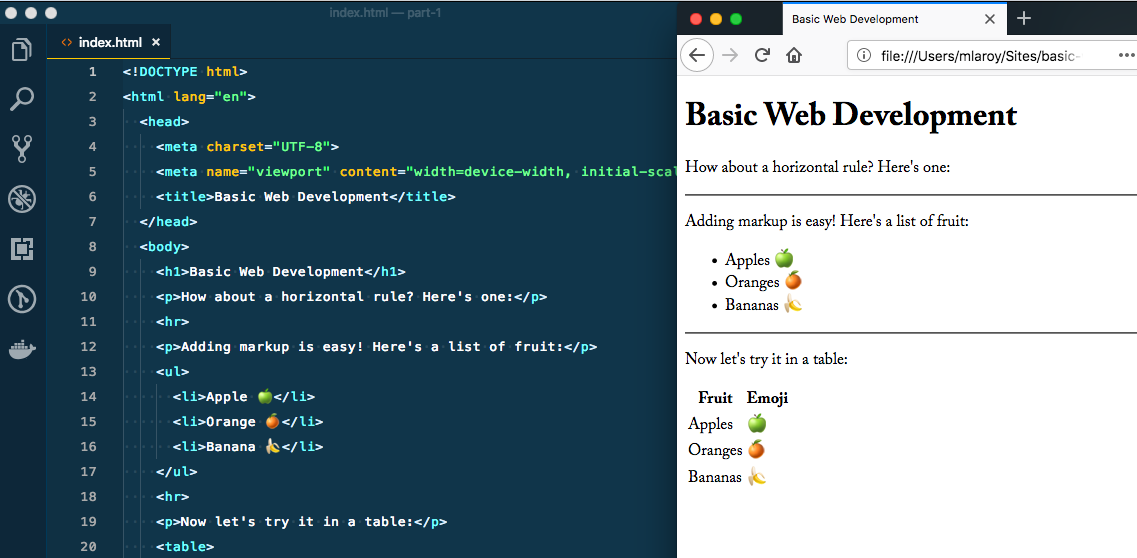 index.html — part-1
<> index.html ×
1 <!DOCTYPE html>
2 <html lang="en">
3 <head>
4 <meta charset="UTF-8">
5 <meta name="viewport" content="width=device-width, initial-scal
6 <title>Basic Web Development</title>
7 </head>
8 <body>
9 <h1>Basic Web Development</h1>
10 <p>How about a horizontal rule? Here's one:</p>
11 <hr>
12 <p>Adding markup is easy! Here's a list of fruit:</p>
13 <ul>
14 <li>Apple 🍏</li>
15 <li>Orange 🍊</li>
16 <li>Banana 🍌</li>
17 </ul>
18 <hr>
19 <p>Now let's try it in a table:</p>
20 <table>
Basic Web Development
file:///Users/mlaroy/Sites/basic-
Basic Web Development
How about a horizontal rule? Here's one:
Adding markup is easy! Here's a list of fruit:
• Apples 🍏
• Oranges 🍊
• Bananas 🍌
Now let's try it in a table:
Fruit Emoji
Apples 🍏
Oranges 🍊
Bananas 🍌